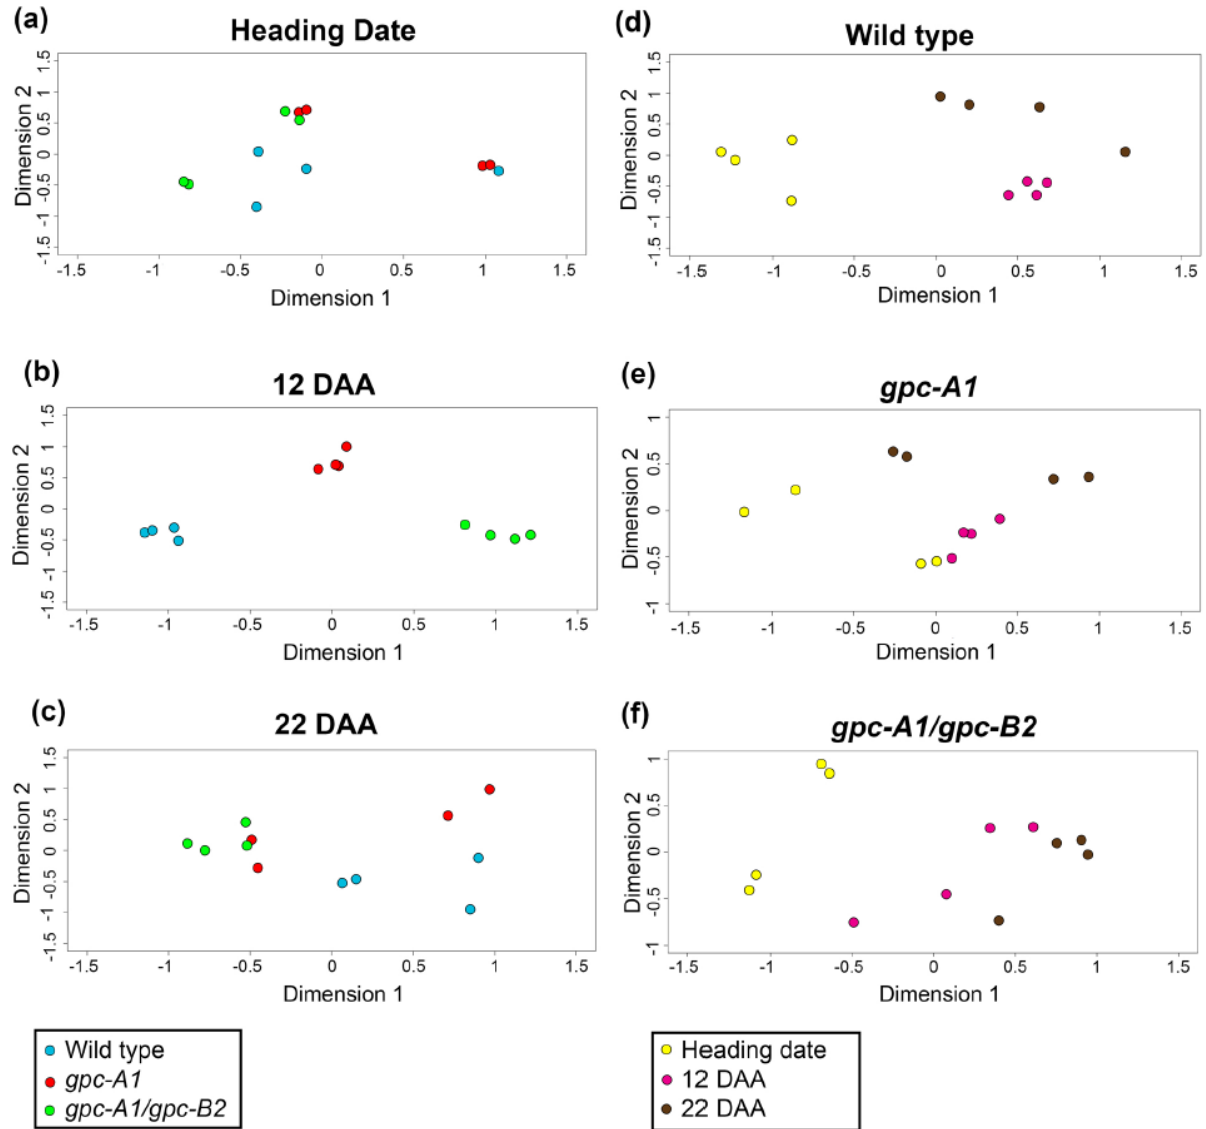 (a)
Heading Date
Dimension 2
1.5
1
0.5
0
-0.5
-1
-1.5
-1.5 -1 -0.5 0 0.5 1 1.5
Dimension 1
(b)
12 DAA
Dimension 2
1.5
1
0.5
0
-0.5
-1
-1.5
-1.5 -1 -0.5 0 0.5 1 1.5
Dimension 1
(c)
22 DAA
Dimension 2
1.5
1
0.5
0
-0.5
-1
-1.5
-1.5 -1 -0.5 0 0.5 1 1.5
Dimension 1
Wild type
gpc-A1
gpc-A1/gpc-B2
(d)
Wild type
Dimension 2
1.5
1
0.5
0
-0.5
-1
-1.5
-1.5 -1 -0.5 0 0.5 1 1.5
Dimension 1
(e)
gpc-A1
Dimension 2
1
0.5
0
-0.5
-1
-1.5 -1 -0.5 0 0.5 1 1.5
Dimension 1
(f)
gpc-A1/gpc-B2
Dimension 2
1
0.5
0
-0.5
-1
-1.5 -1 -0.5 0 0.5 1 1.5
Dimension 1
Heading date
12 DAA
22 DAA